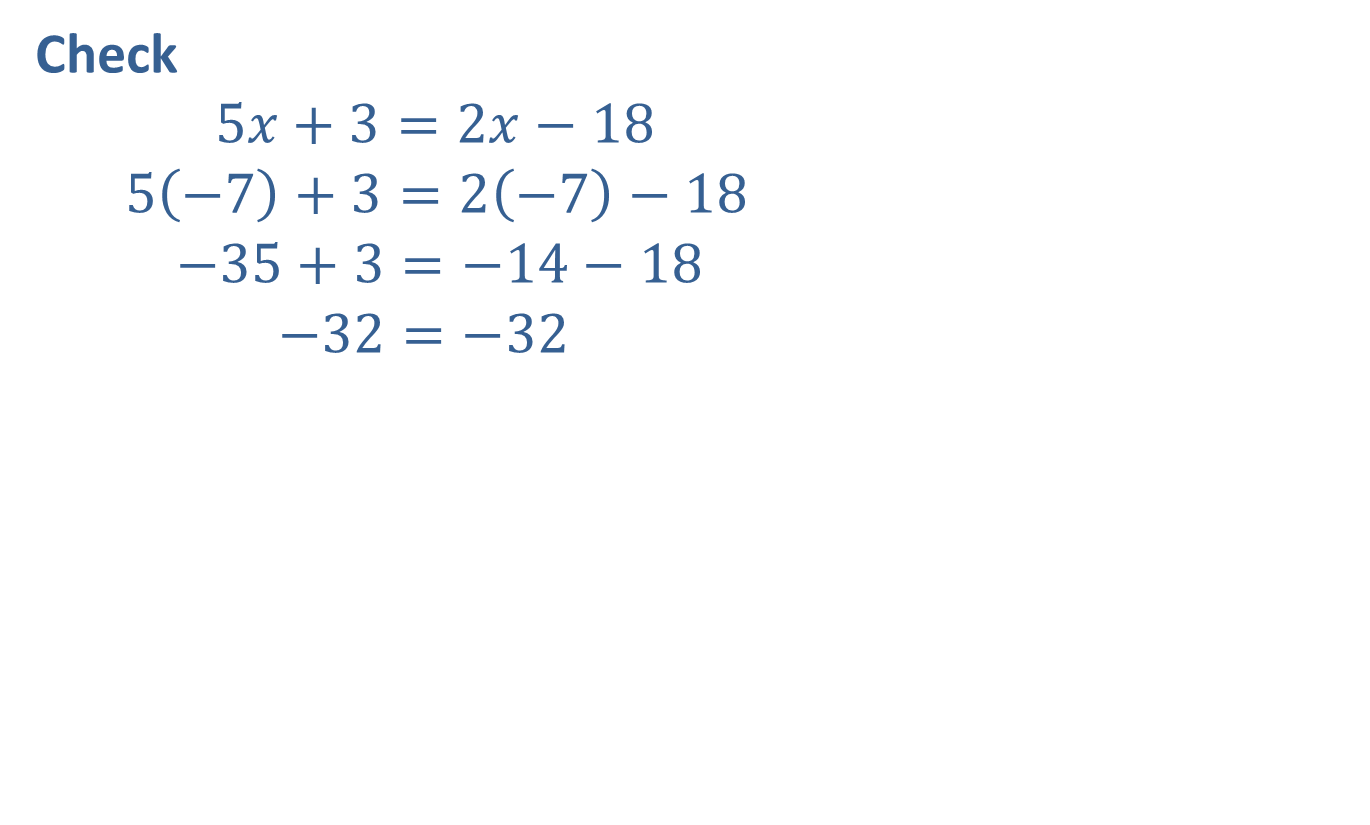 Check
5x + 3 = 2x − 18
5(−7) + 3 = 2(−7) − 18
−35 + 3 = −14 − 18
−32 = −32